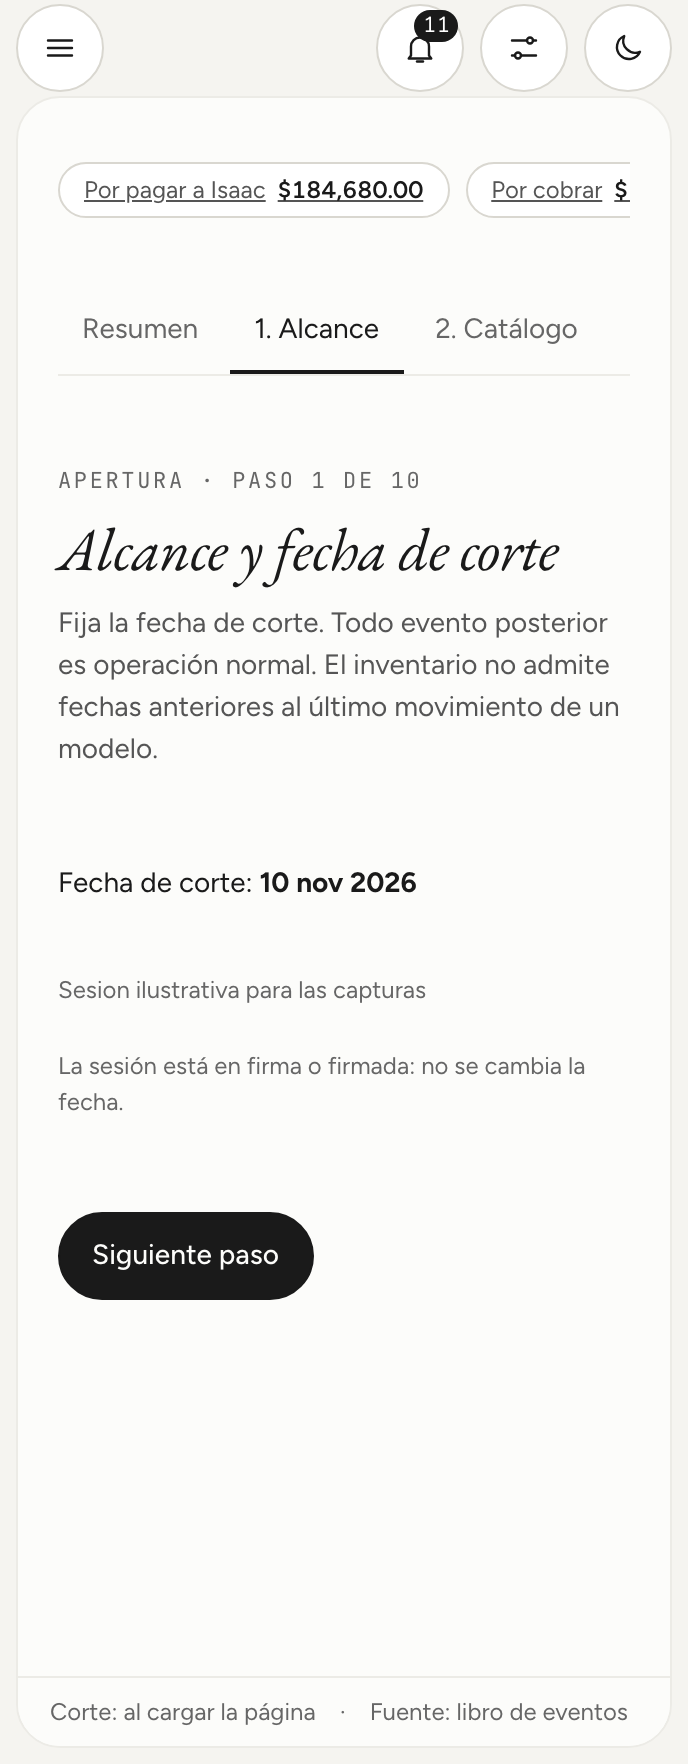 11
Por pagar a Isaac $184,680.00 Por cobrar $
Resumen 1. Alcance 2. Catálogo
APERTURA · PASO 1 DE 10
Alcance y fecha de corte
Fija la fecha de corte. Todo evento posterior
es operación normal. El inventario no admite
fechas anteriores al último movimiento de un
modelo.
Fecha de corte: 10 nov 2026
Sesion ilustrativa para las capturas
La sesión está en firma o firmada: no se cambia la
fecha.
Siguiente paso
Corte: al cargar la página · Fuente: libro de eventos